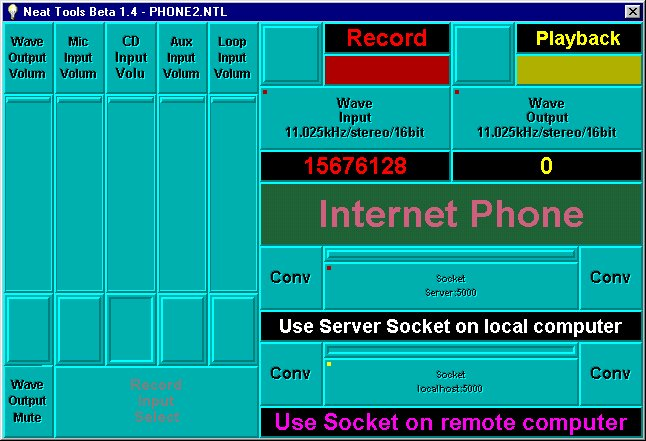 Neat Tools Beta 1.4 - PHONE2.NTL
Wave
Output
Volum
Mic
Input
Volum
CD
Input
Volu
Aux
Input
Volum
Loop
Input
Volum
Record
Playback
Wave
Input
11.025kHz/stereo/16bit
Wave
Output
11.025kHz/stereo/16bit
15676128
0
Internet Phone
Conv
Socket
Server:5000
Conv
Use Server Socket on local computer
Conv
Socket
localhost:5000
Conv
Wave
Output
Mute
Record
Input
Select
Use Socket on remote computer